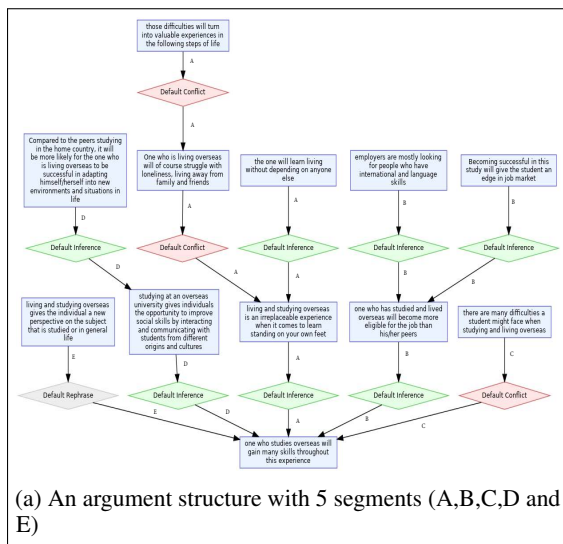 those difficulties will turn
into valuable experiences in
the following steps of life
A
Default Conflict
A
Compared to the peers studying
in the home country, it will
be more likely for the one who
is living overseas to be
successful in adapting
himself/herself into new
environments and situations in
life
One who is living overseas
will of course struggle with
loneliness, living away from
family and friends
the one will learn living
without depending on anyone
else
employers are mostly looking
for people who have
international and language
skills
Becoming successful in this
study will give the student an
edge in job market
D
A
A
B
B
Default Inference
Default Conflict
Default Inference
Default Inference
Default Inference
D
A
A
B
B
living and studying overseas
gives the individual a new
perspective on the subject
that is studied or in general
life
studying at an overseas
university gives individuals
the opportunity to improve
social skills by interacting
and communicating with
students from different
origins and cultures
living and studying overseas
is an irreplaceable experience
when it comes to learn
standing on your own feet
one who has studied and lived
overseas will become more
eligible for the job than
his/her peers
there are many difficulties a
student might face when
studying and living overseas
E
D
A
B
C
Default Rephrase
Default Inference
Default Inference
Default Inference
Default Conflict
E
D
A
B
C
one who studies overseas will
gain many skills throughout
this experience
(a) An argument structure with 5 segments (A,B,C,D and
E)